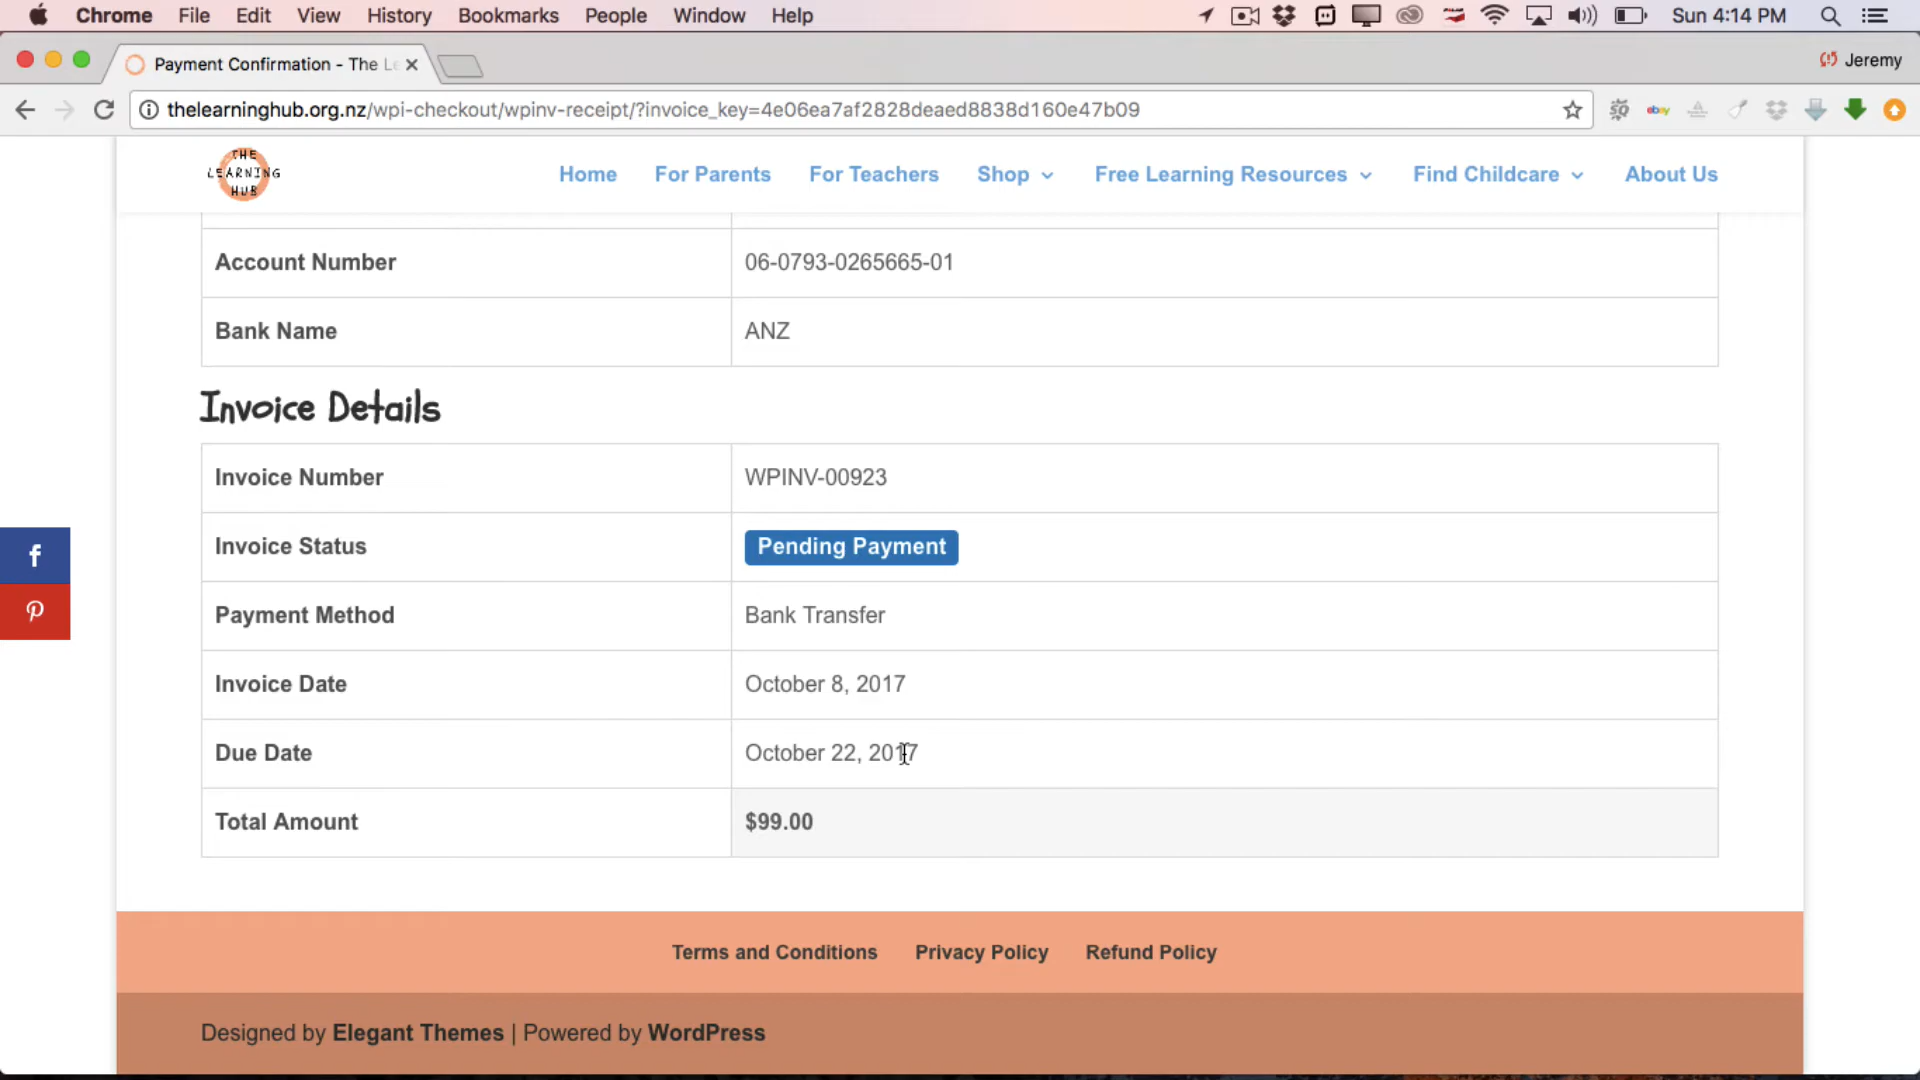 Chrome File Edit View History Bookmarks People Window Help Sun 4:14 PM
Payment Confirmation - The Le Jeremy
thelearninghub.org.nz/wpi-checkout/wpinv-receipt/?invoice_key=4e06ea7af2828deaed8838d160e47b09 ebay
THE
LEARNING
HUB
Home For Parents For Teachers Shop Free Learning Resources Find Childcare About Us
Account Number 06-0793-0265665-01
Bank Name ANZ
Invoice Details
Invoice Number WPINV-00923
Invoice Status Pending Payment
Payment Method Bank Transfer
Invoice Date October 8, 2017
Due Date October 22, 2017
Total Amount $99.00
Terms and Conditions Privacy Policy Refund Policy
Designed by Elegant Themes | Powered by WordPress